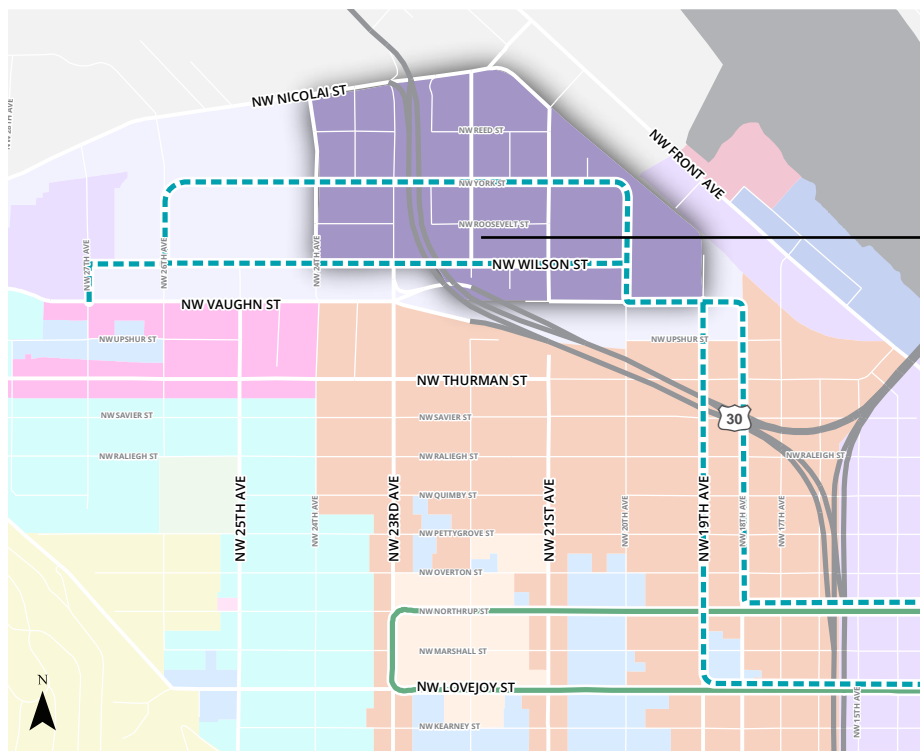 NW NICOLAI ST
NW 28TH AVE
NW REED ST
NW FRONT AVE
NW YORK ST
NW ROOSEVELT ST
NW 27TH AVE
NW 26TH AVE
NW 24TH AVE
NW WILSON ST
NW VAUGHN ST
NW UPSHUR ST
NW UPSHUR ST
NW THURMAN ST
NW SAVIER ST
NW SAVIER ST
30
NW RALIEGH ST
NW RALIEGH ST
NW RALEIGH ST
NW 25TH AVE
NW 24TH AVE
NW 23RD AVE
NW QUIMBY ST
NW 21ST AVE
NW 20TH AVE
NW 19TH AVE
NW 18TH AVE
NW 17TH AVE
NW PETTYGROVE ST
NW OVERTON ST
NW NORTHRUP ST
NW MARSHALL ST
NW LOVEJOY ST
NW 15TH AVE
N
NW KEARNEY ST